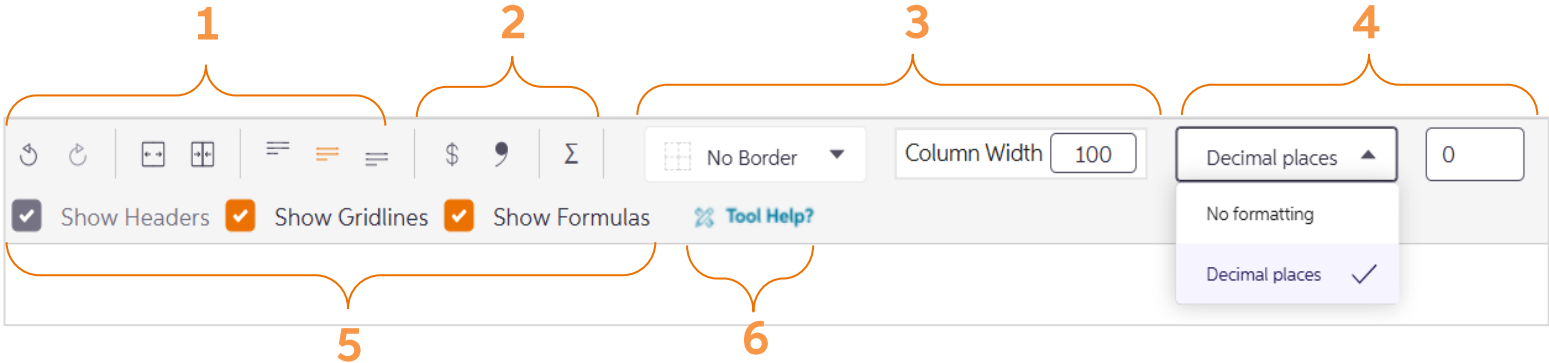 1 2 3 4
$ , Σ No Border Column Width 100 Decimal places 0
Show Headers Show Gridlines Show Formulas Tool Help?
No formatting
Decimal places
5 6